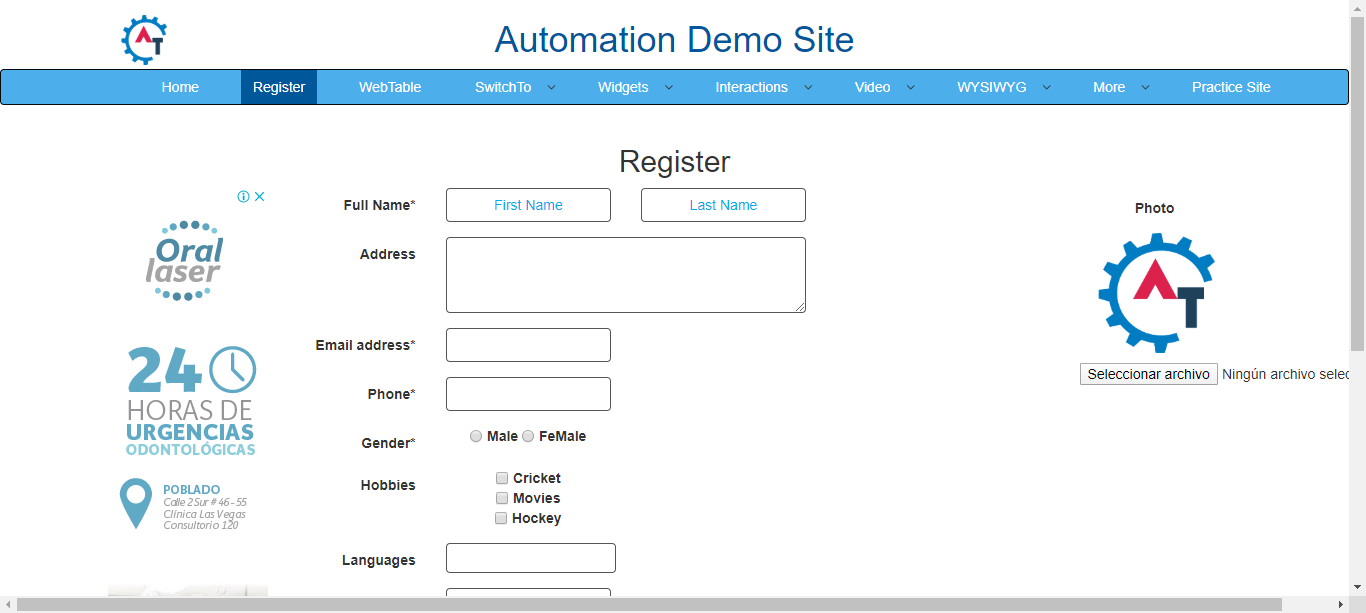 AT
Automation Demo Site
Home Register WebTable SwitchTo Widgets Interactions Video WYSIWYG More Practice Site
Register
Full Name* First Name Last Name
Address
Email address*
Phone*
Gender* Male FeMale
Hobbies Cricket
Movies
Hockey
Languages
Photo
AT
Seleccionar archivo Ningún archivo selec
Oral
laser
24
HORAS DE
URGENCIAS
ODONTOLÓGICAS
POBLADO
Calle 2 Sur # 46 - 55
Clínica Las Vegas
Consultorio 120